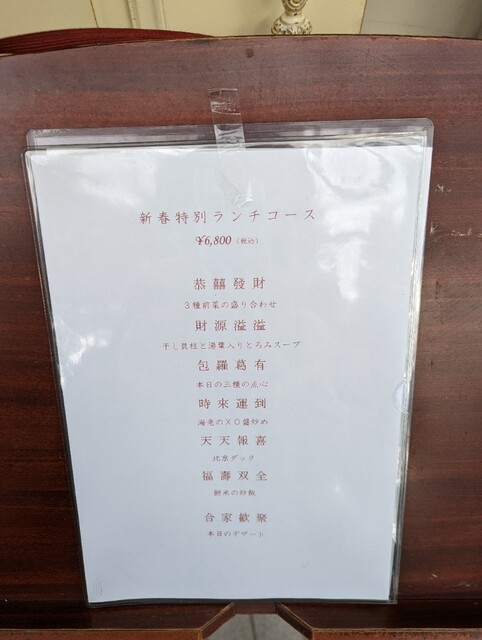 新春特別ランチコース
¥6,800（税込）
恭囍發財
３種前菜の盛り合わせ
財源溢溢
干し貝柱と湯葉入りとろみスープ
包羅葛有
本日の三種の点心
時來運到
海老のＸＯ醤炒め
天天報喜
北京ダック
福壽双全
餅米の炒飯
合家歓聚
本日のデザート